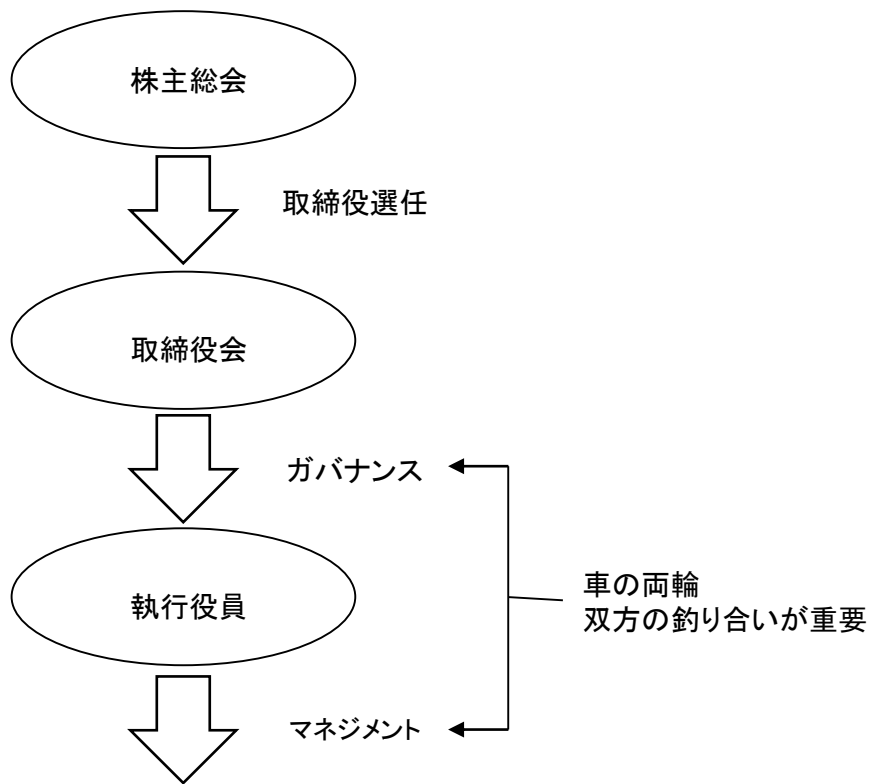 株主総会
取締役選任
取締役会
ガバナンス
車の両輪
双方の釣り合いが重要
執行役員
マネジメント